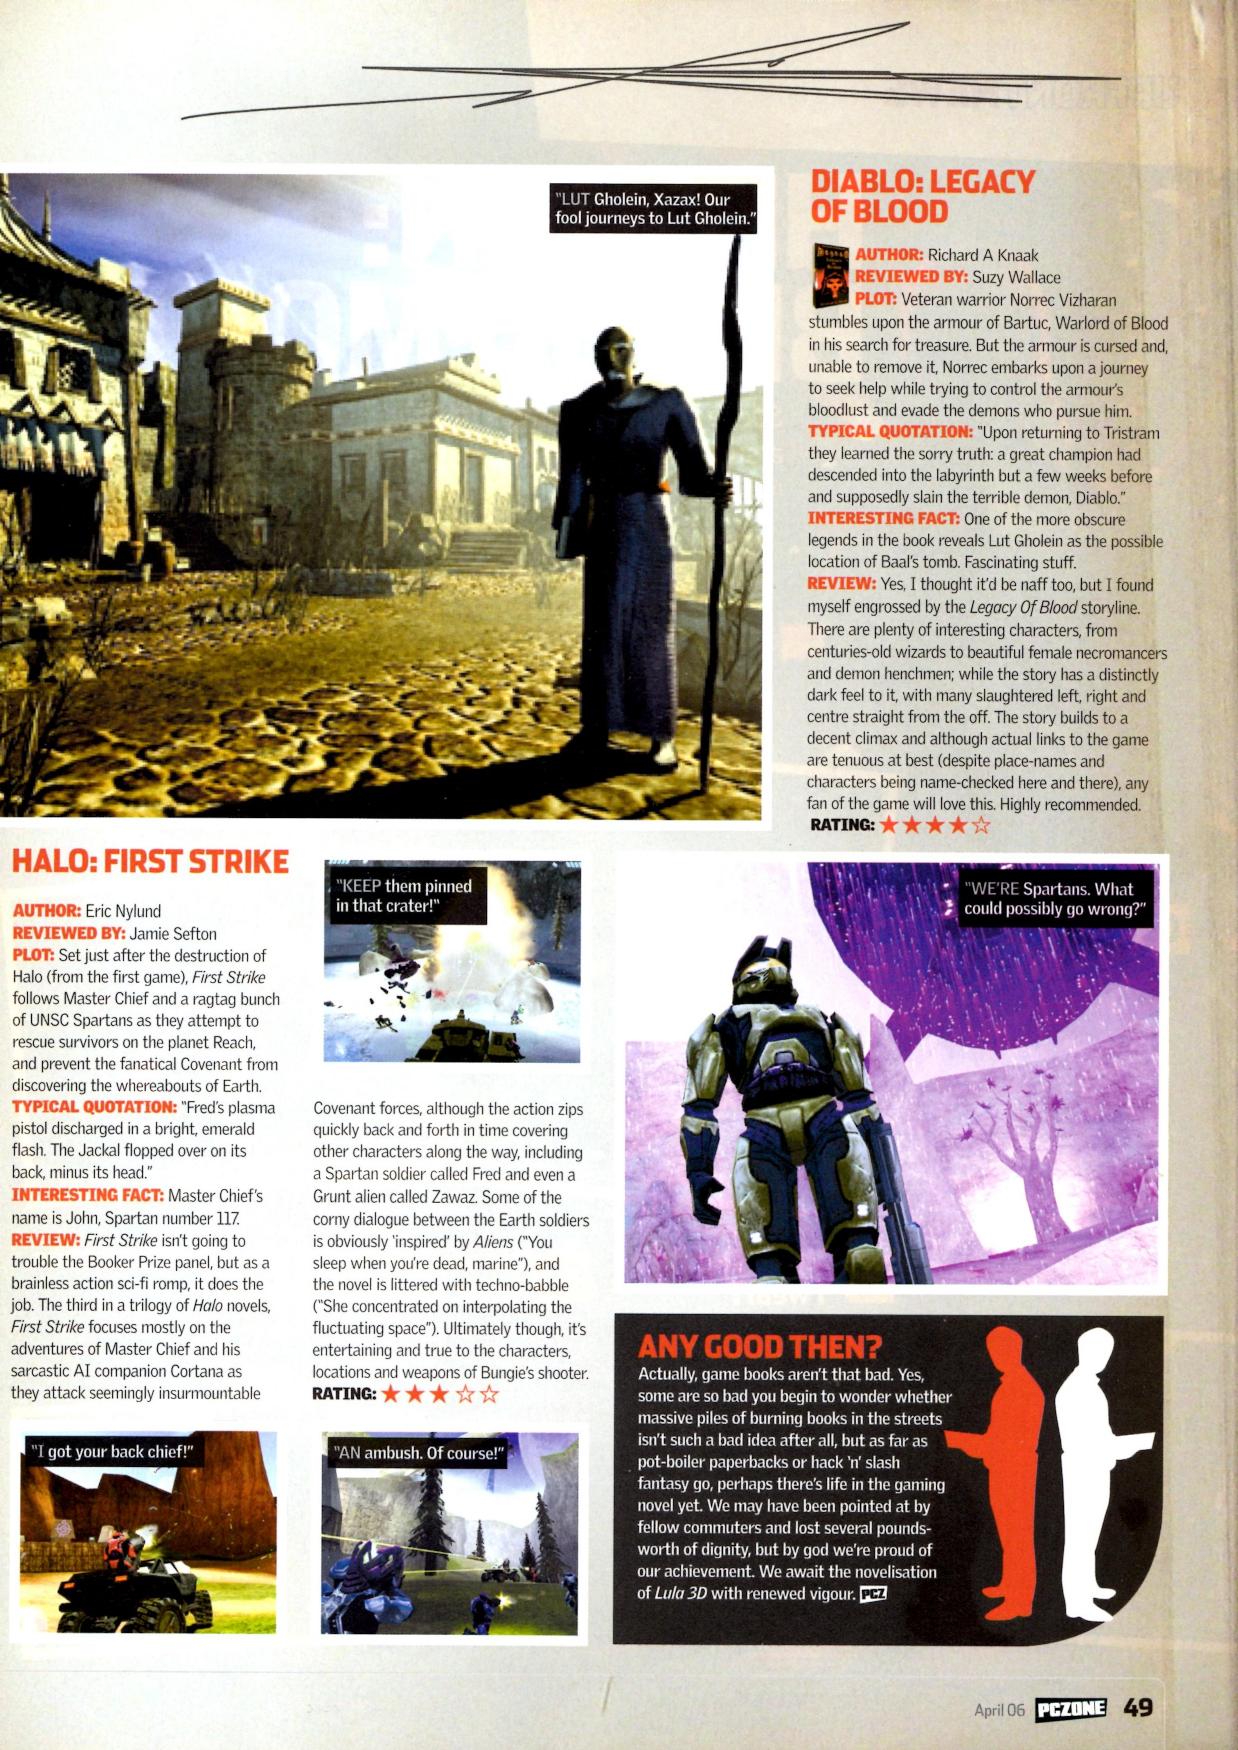 "LUT Gholein, Xazax! Our
fool journeys to Lut Gholein."
DIABLO: LEGACY
OF BLOOD
AUTHOR: Richard A Knaak
REVIEWED BY: Suzy Wallace
PLOT: Veteran warrior Norrec Vizharan
stumbles upon the armour of Bartuc, Warlord of Blood
in his search for treasure. But the armour is cursed and,
unable to remove it, Norrec embarks upon a journey
to seek help while trying to control the armour's
bloodlust and evade the demons who pursue him.
TYPICAL QUOTATION: "Upon returning to Tristram
they learned the sorry truth: a great champion had
descended into the labyrinth but a few weeks before
and supposedly slain the terrible demon, Diablo."
INTERESTING FACT: One of the more obscure
legends in the book reveals Lut Gholein as the possible
location of Baal's tomb. Fascinating stuff.
REVIEW: Yes, I thought it'd be naff too, but I found
myself engrossed by the Legacy Of Blood storyline.
There are plenty of interesting characters, from
centuries-old wizards to beautiful female necromancers
and demon henchmen; while the story has a distinctly
dark feel to it, with many slaughtered left, right and
centre straight from the off. The story builds to a
decent climax and although actual links to the game
are tenuous at best (despite place-names and
characters being name-checked here and there), any
fan of the game will love this. Highly recommended.
RATING: ★★★★☆
HALO: FIRST STRIKE
AUTHOR: Eric Nylund
REVIEWED BY: Jamie Sefton
PLOT: Set just after the destruction of
Halo (from the first game), First Strike
follows Master Chief and a ragtag bunch
of UNSC Spartans as they attempt to
rescue survivors on the planet Reach,
and prevent the fanatical Covenant from
discovering the whereabouts of Earth.
TYPICAL QUOTATION: "Fred's plasma
pistol discharged in a bright, emerald
flash. The Jackal flopped over on its
back, minus its head."
INTERESTING FACT: Master Chief's
name is John, Spartan number 117.
REVIEW: First Strike isn't going to
trouble the Booker Prize panel, but as a
brainless action sci-fi romp, it does the
job. The third in a trilogy of Halo novels,
First Strike focuses mostly on the
adventures of Master Chief and his
sarcastic AI companion Cortana as
they attack seemingly insurmountable
"KEEP them pinned
in that crater!"
Covenant forces, although the action zips
quickly back and forth in time covering
other characters along the way, including
a Spartan soldier called Fred and even a
Grunt alien called Zawaz. Some of the
corny dialogue between the Earth soldiers
is obviously 'inspired' by Aliens ("You
sleep when you're dead, marine"), and
the novel is littered with techno-babble
("She concentrated on interpolating the
fluctuating space"). Ultimately though, it's
entertaining and true to the characters,
locations and weapons of Bungie's shooter.
RATING: ★★★☆☆
"I got your back chief!"
"AN ambush. Of course!"
"WE'RE Spartans. What
could possibly go wrong?"
ANY GOOD THEN?
Actually, game books aren't that bad. Yes,
some are so bad you begin to wonder whether
massive piles of burning books in the streets
isn't such a bad idea after all, but as far as
pot-boiler paperbacks or hack 'n' slash
fantasy go, perhaps there's life in the gaming
novel yet. We may have been pointed at by
fellow commuters and lost several pounds-
worth of dignity, but by god we're proud of
our achievement. We await the novelisation
of Lula 3D with renewed vigour. PCZ
April 06 PCZONE 49